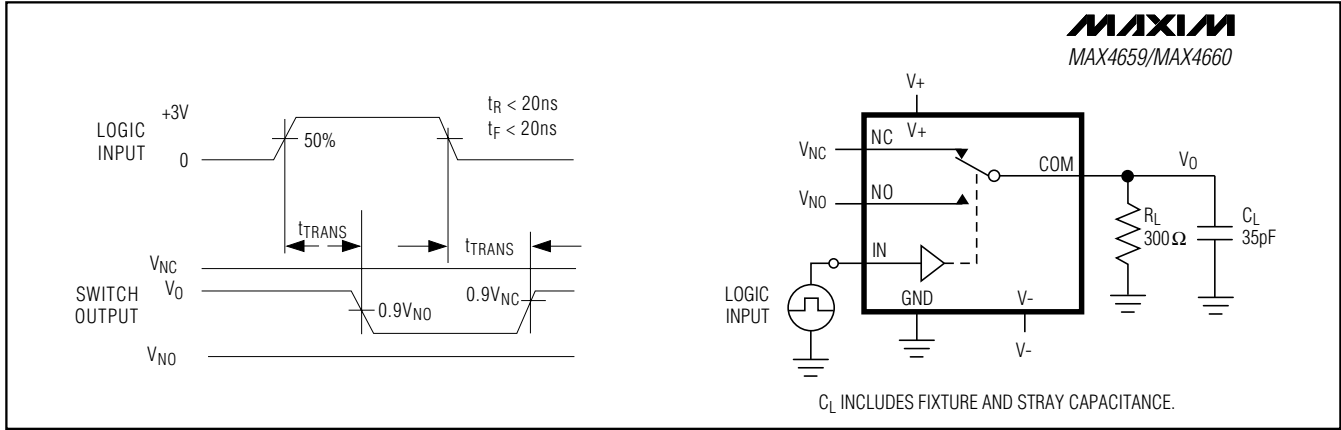 MAXIM
MAX4659/MAX4660
LOGIC
INPUT
+3V
0
50%
tR < 20ns
tF < 20ns
tTRANS
tTRANS
SWITCH
OUTPUT
VNC
VO
VNO
0.9VNO
0.9VNC
V+
V+
VNC
NC
VNO
NO
COM
VO
IN
LOGIC
INPUT
GND
V-
V-
RL
300Ω
CL
35pF
CL INCLUDES FIXTURE AND STRAY CAPACITANCE.